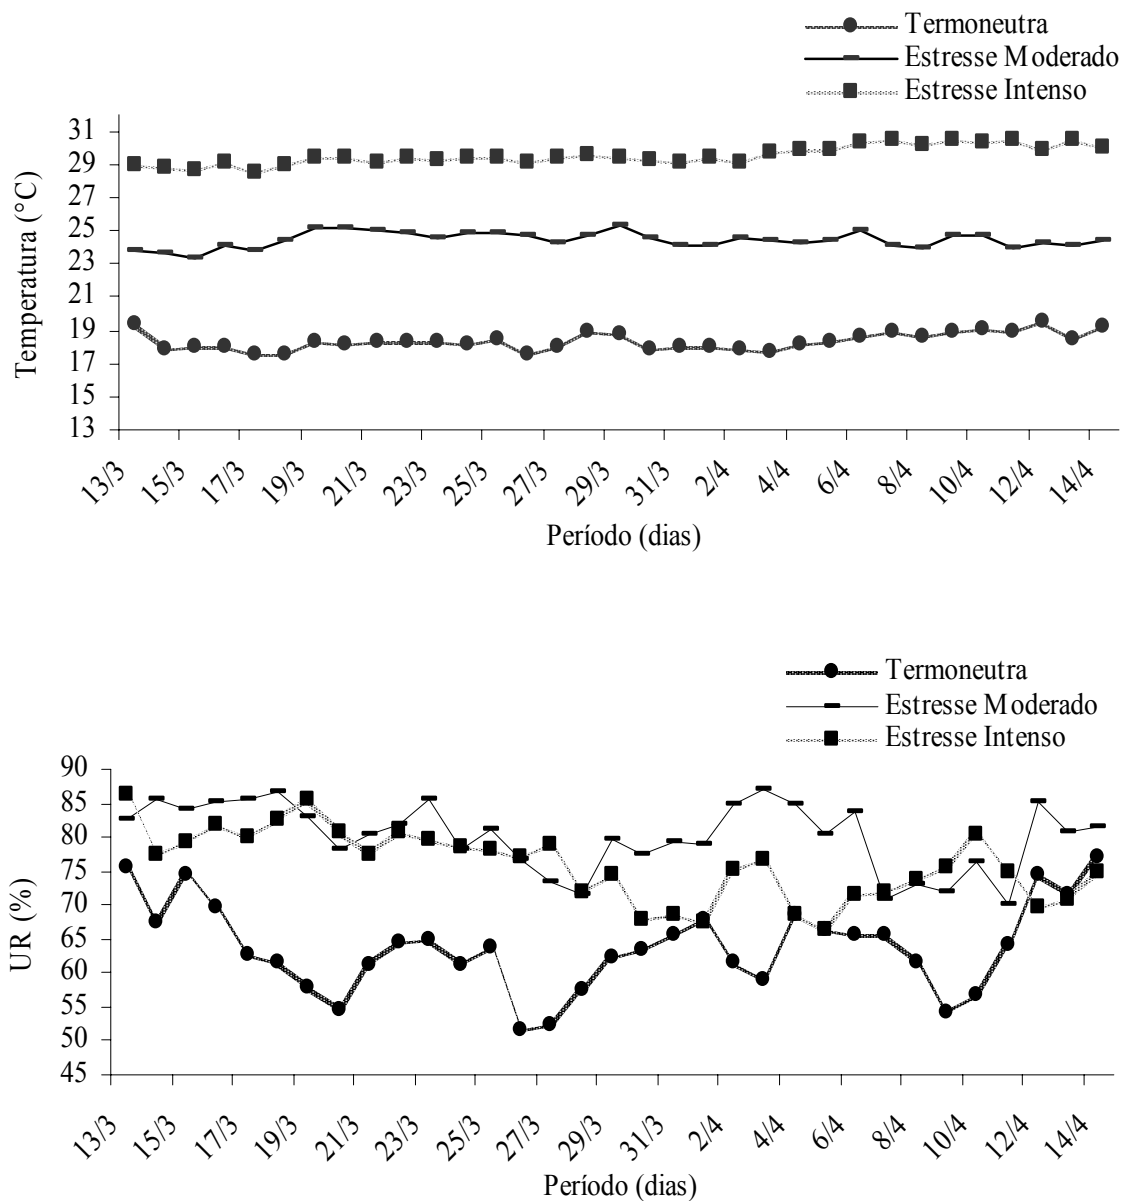 Termoneutra
Estresse Moderado
Estresse Intenso
31
29
27
25
23
21
19
17
15
13
Temperatura (°C)
13/3 15/3 17/3 19/3 21/3 23/3 25/3 27/3 29/3 31/3 2/4 4/4 6/4 8/4 10/4 12/4 14/4
Período (dias)
Termoneutra
Estresse Moderado
Estresse Intenso
90
85
80
75
70
65
60
55
50
45
UR (%)
13/3 15/3 17/3 19/3 21/3 23/3 25/3 27/3 29/3 31/3 2/4 4/4 6/4 8/4 10/4 12/4 14/4
Período (dias)